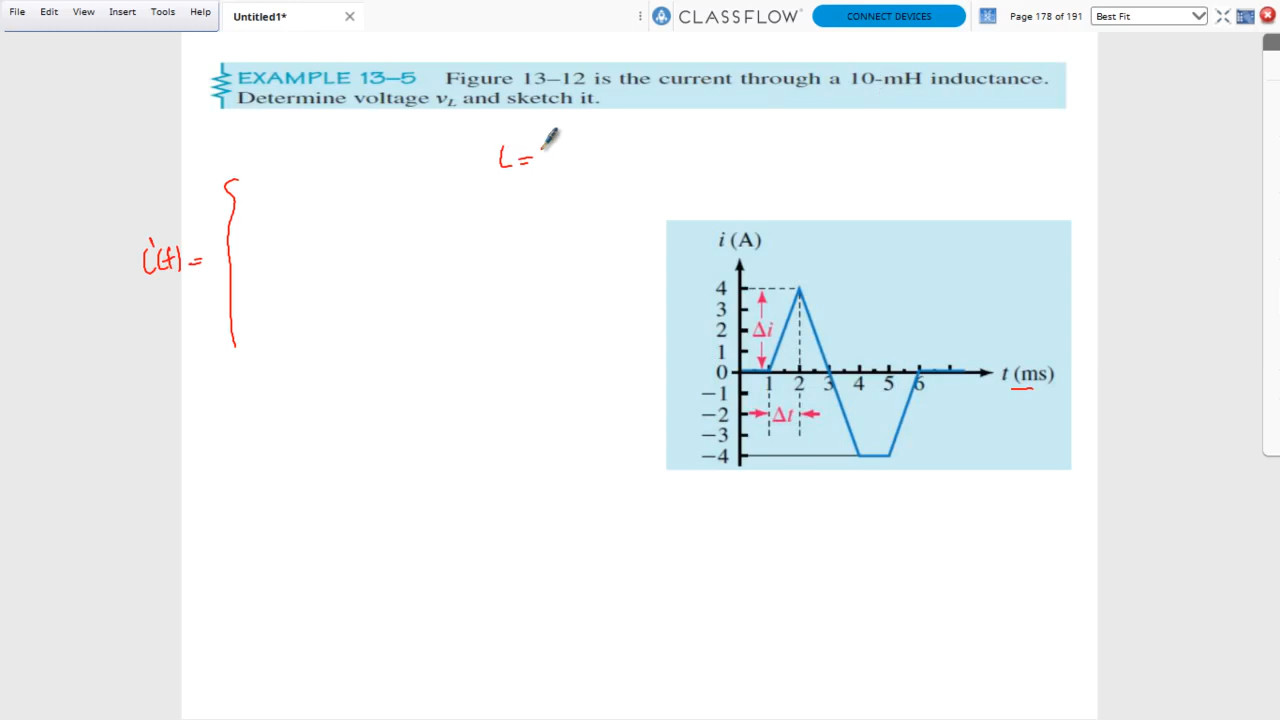 File Edit View Insert Tools Help
Untitled1*
CLASSFLOW
CONNECT DEVICES
Page 178 of 191
Best Fit
EXAMPLE 13–5 Figure 13–12 is the current through a 10-mH inductance.
Determine voltage vL and sketch it.
L =
i(t) =
i (A)
4
3
2
1
0
−1
−2
−3
−4
Δi
1 2 3 4 5 6
t (ms)
Δt